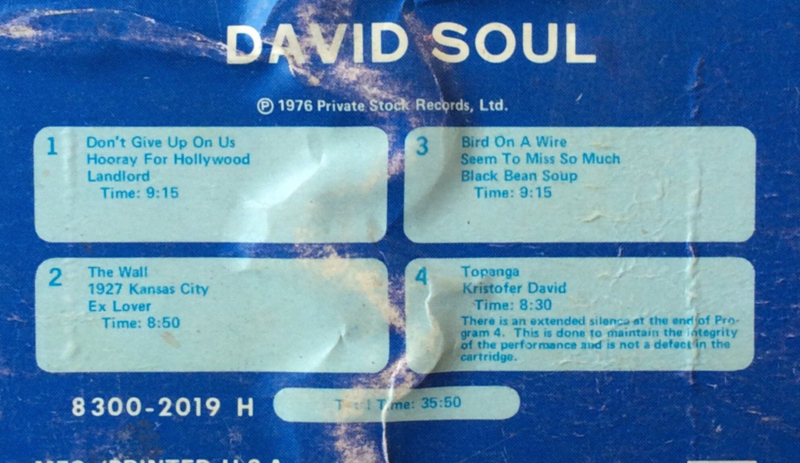 DAVID SOUL
℗ 1976 Private Stock Records, Ltd.
1
Don't Give Up On Us
Hooray For Hollywood
Landlord
Time: 9:15
3
Bird On A Wire
Seem To Miss So Much
Black Bean Soup
Time: 9:15
2
The Wall
1927 Kansas City
Ex Lover
Time: 8:50
4
Topanga
Kristofer David
Time: 8:30
There is an extended silence at the end of Pro-
gram 4. This is done to maintain the integrity
of the performance and is not a defect in the
cartridge.
8300-2019 H
Total Time: 35:50